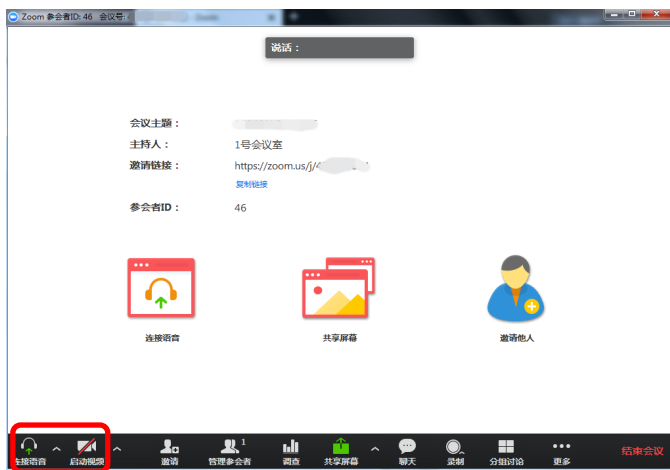 Zoom 参会者ID: 46 会议号:
说话：
会议主题：
主持人： 1号会议室
邀请链接： https://zoom.us/j/4
复制链接
参会者ID： 46
连接语音 共享屏幕 邀请他人
连接语音 启动视频 邀请 管理参会者 1 调查 共享屏幕 聊天 录制 分组讨论 更多 结束会议